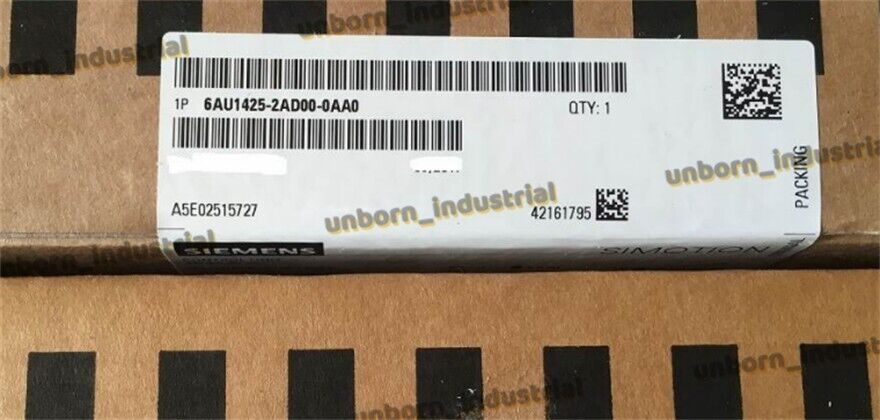 unborn_industrial
unborn_industrial
1P 6AU1425-2AD00-0AA0
QTY: 1
unborn_industrial
PACKING
A5E02515727
unborn_industrial
42161795
SIEMENS
SIMOTION
unborn_industrial
unborn_industrial